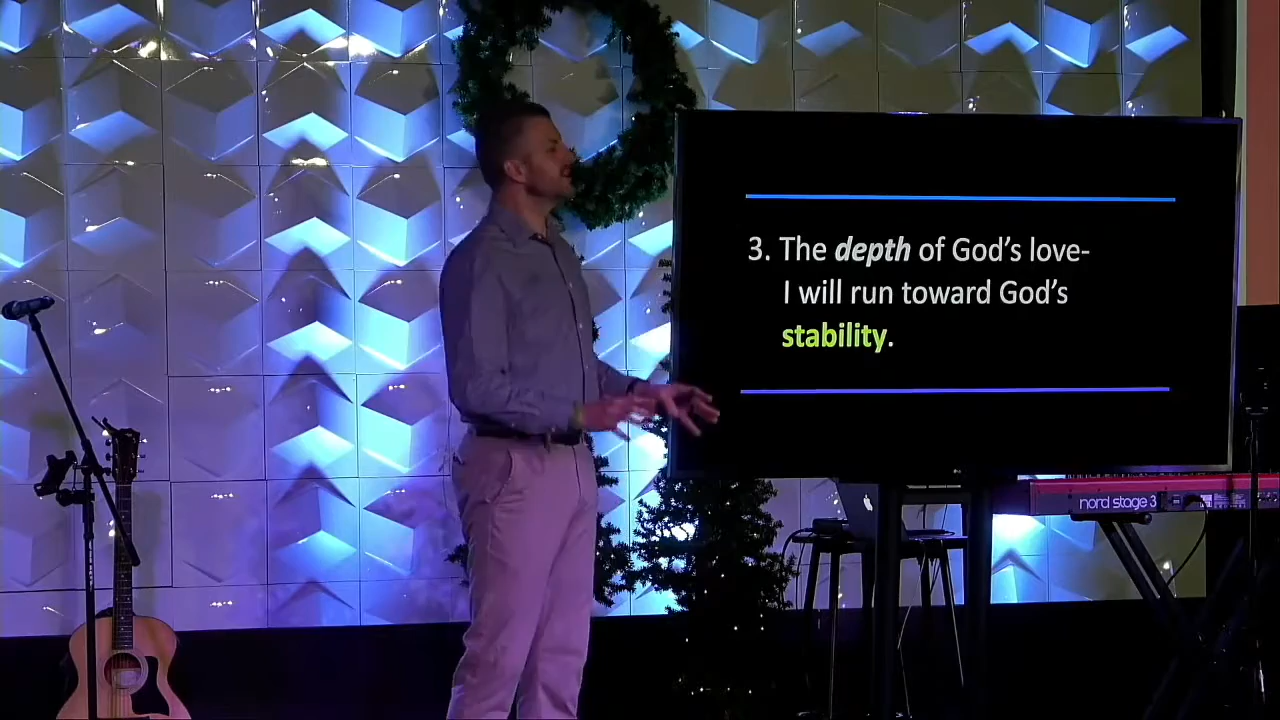 3. The depth of God's love-
I will run toward God's
stability.
nord stage 3